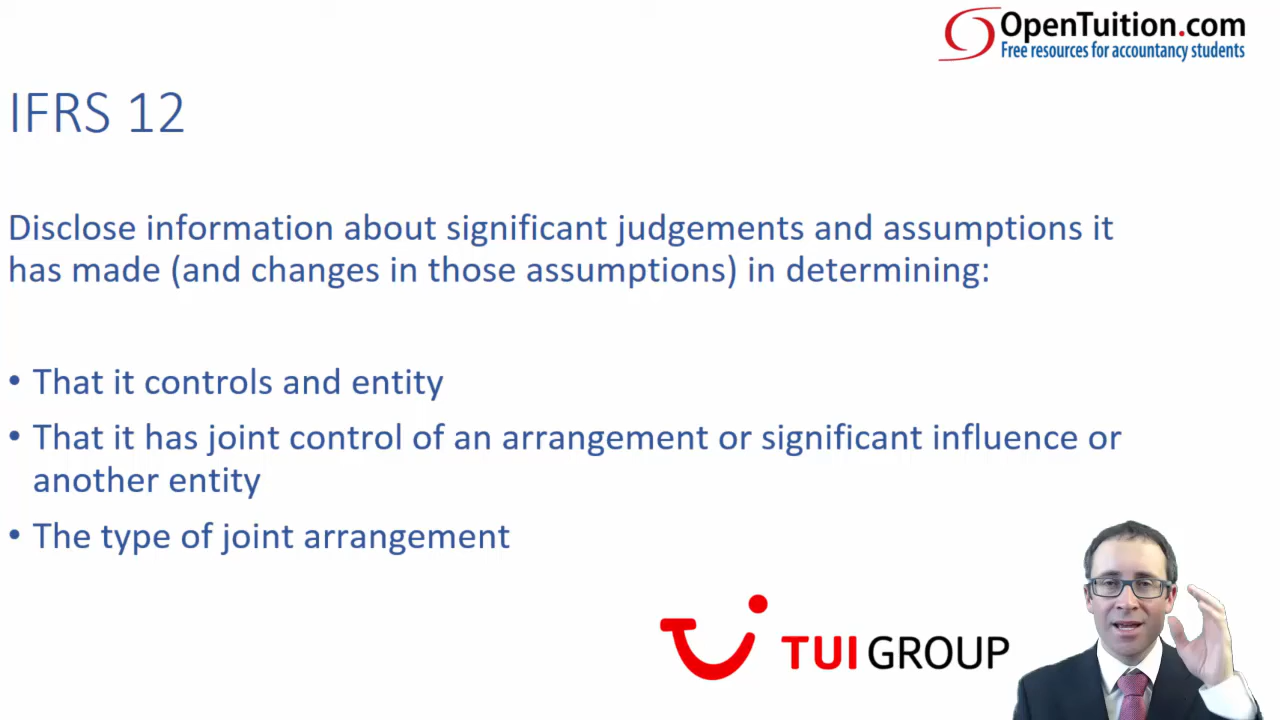 OpenTuition.com
Free resources for accountancy students
IFRS 12
Disclose information about significant judgements and assumptions it
has made (and changes in those assumptions) in determining:
• That it controls and entity
• That it has joint control of an arrangement or significant influence or
another entity
• The type of joint arrangement
TUI GROUP